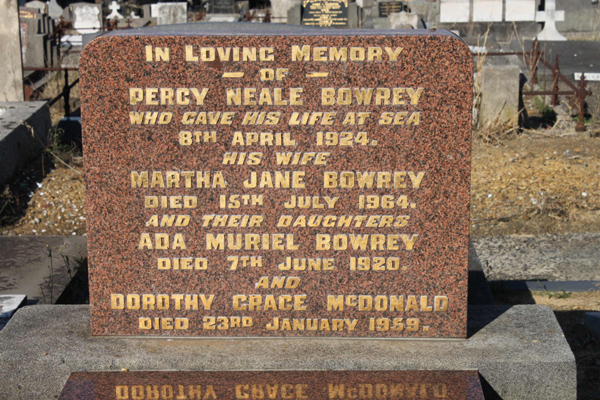 IN LOVING MEMORY
— OF —
PERCY NEALE BOWREY
WHO GAVE HIS LIFE AT SEA
8TH APRIL 1924.
HIS WIFE
MARTHA JANE BOWREY
DIED 15TH JULY 1964.
AND THEIR DAUGHTERS
ADA MURIEL BOWREY
DIED 7TH JUNE 1920.
AND
DOROTHY GRACE McDONALD
DIED 23RD JANUARY 1959.